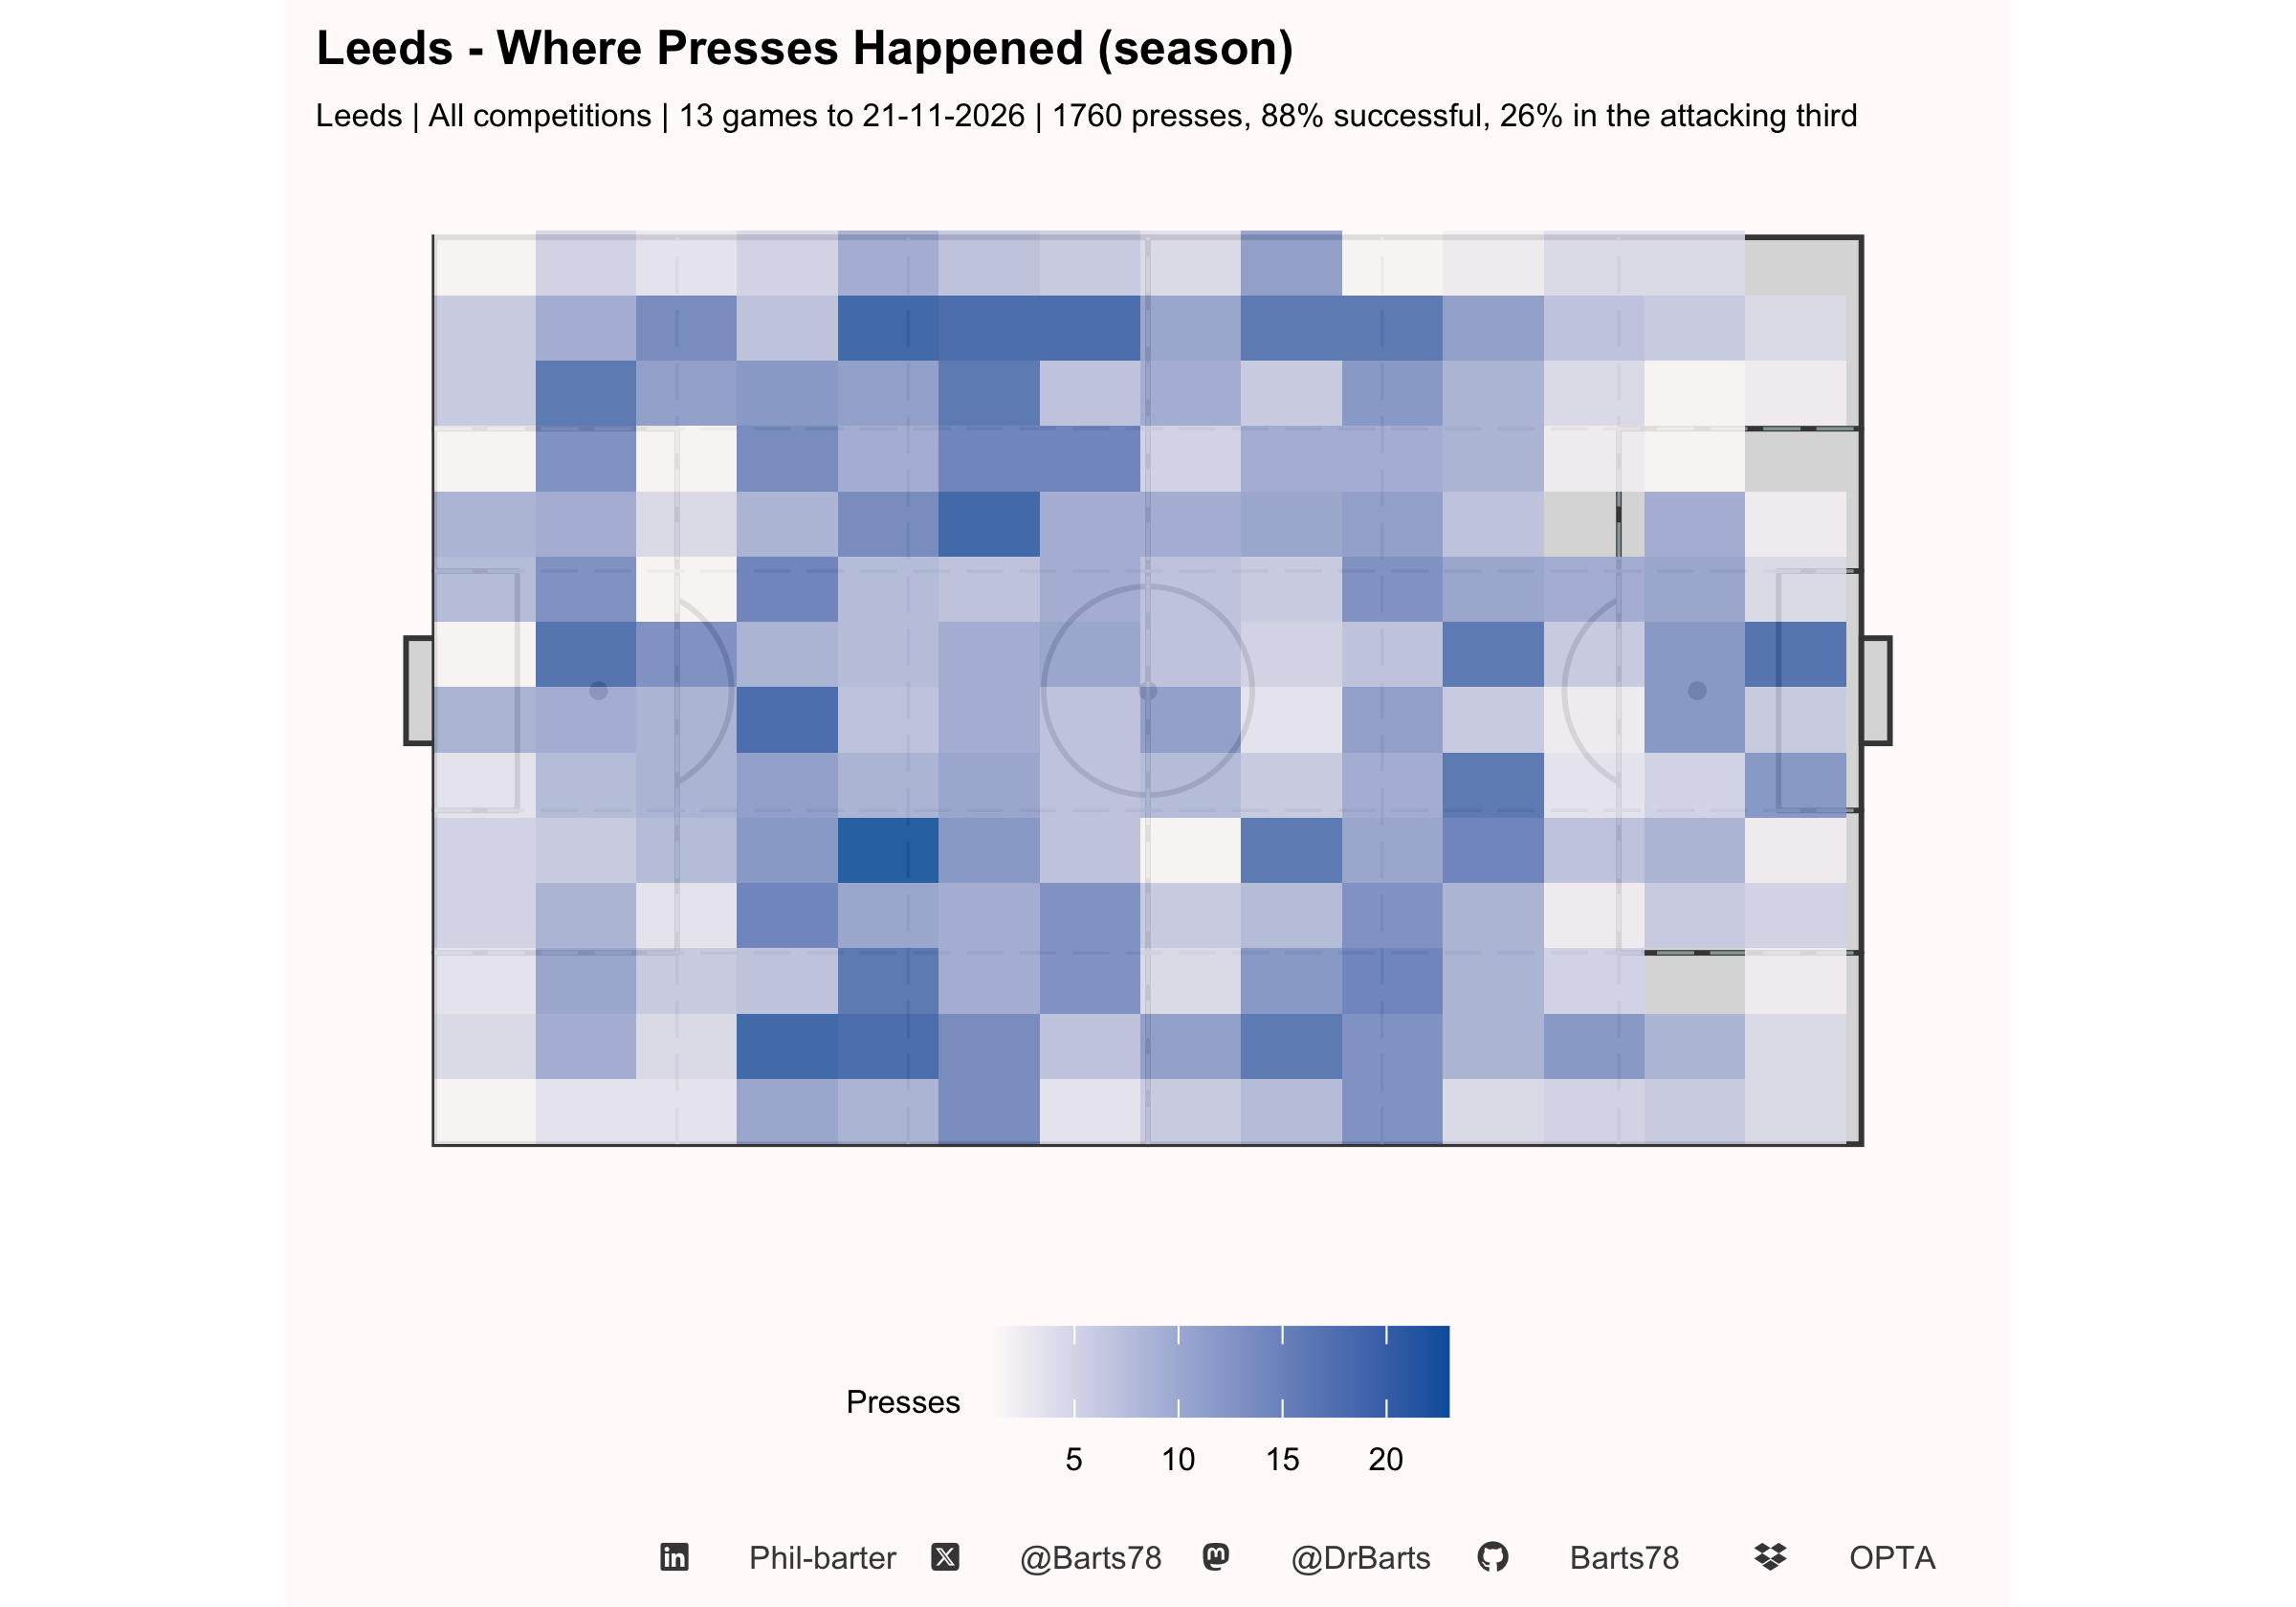 Leeds - Where Presses Happened (season)
Leeds | All competitions | 13 games to 21-11-2026 | 1760 presses, 88% successful, 26% in the attacking third
Presses
5 10 15 20
Phil-barter @Barts78 @DrBarts Barts78 OPTA